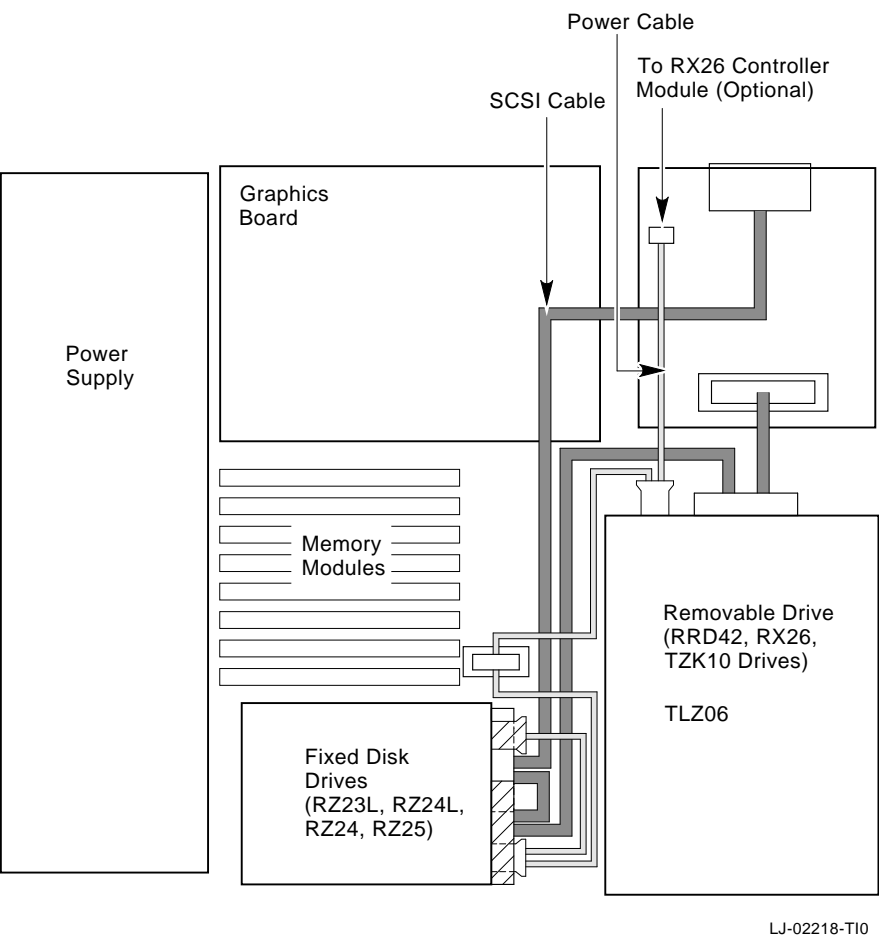 Power Cable
To RX26 Controller
Module (Optional)
SCSI Cable
Graphics
Board
Power
Supply
Memory
Modules
Removable Drive
(RRD42, RX26,
TZK10 Drives)
TLZ06
Fixed Disk
Drives
(RZ23L, RZ24L,
RZ24, RZ25)
LJ-02218-TI0